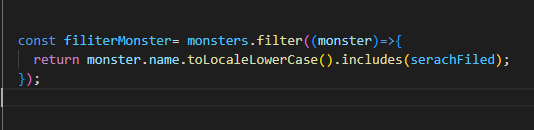 const filiterMonster= monsters.filter((monster)=>{
return monster.name.toLocaleLowerCase().includes(serachFiled);
});